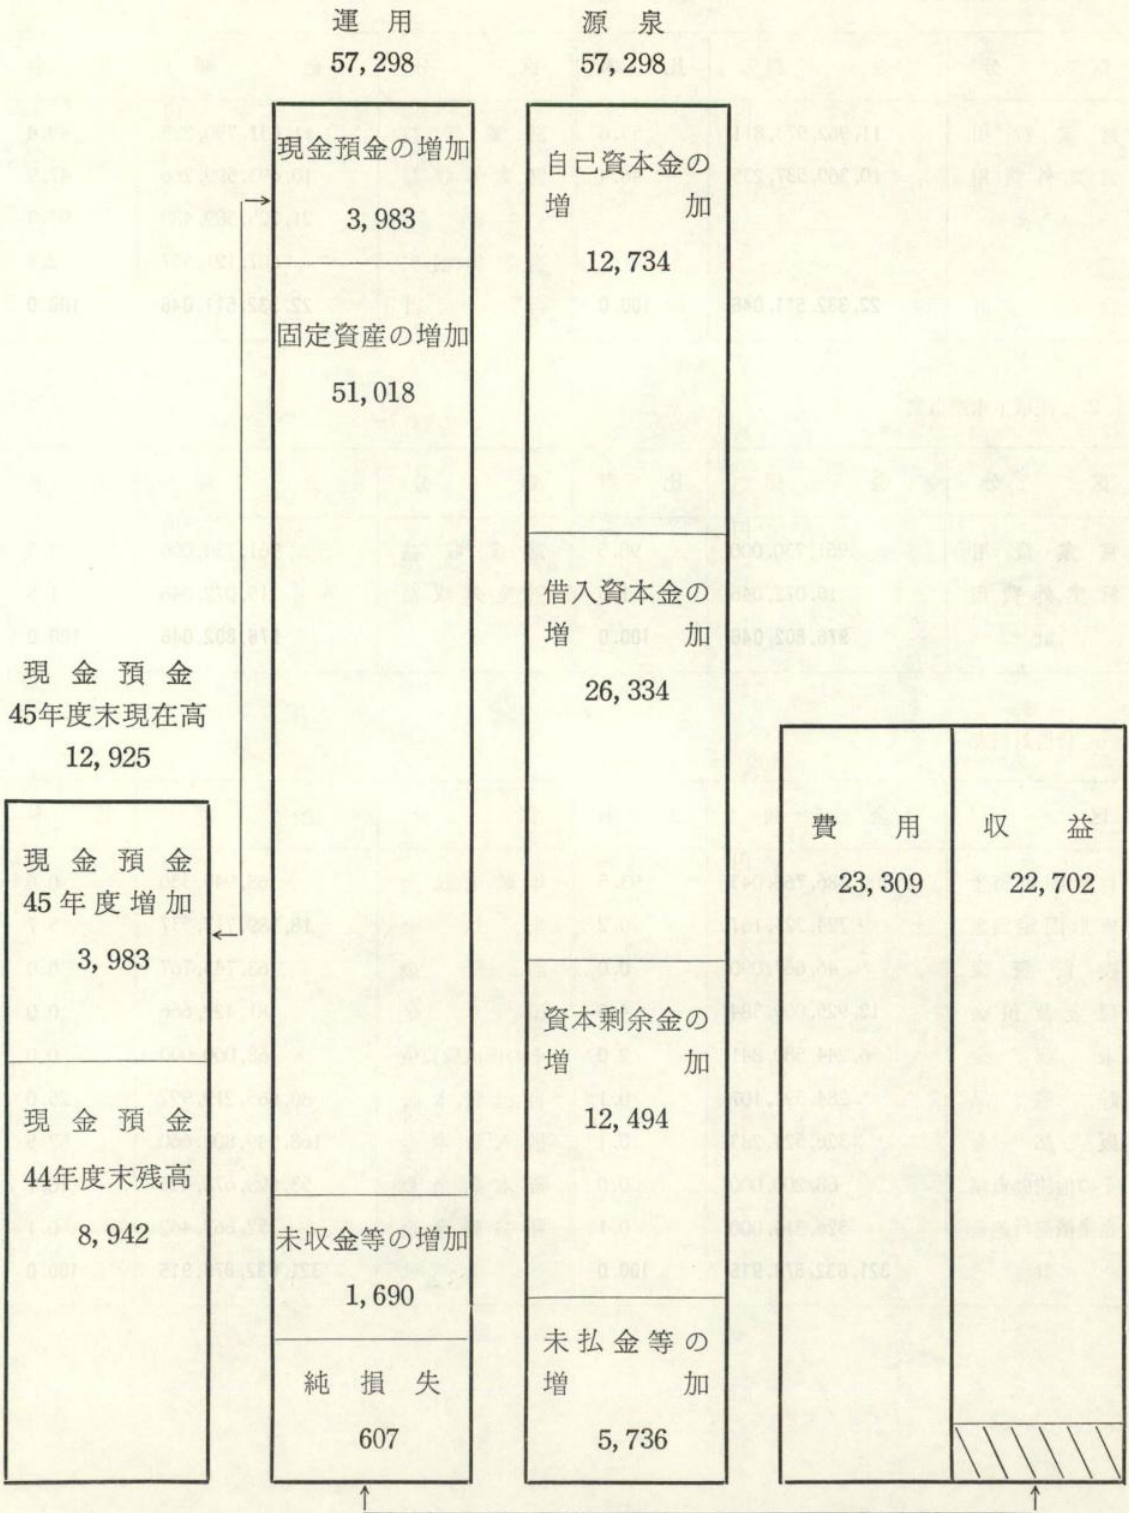 運用
57,298
源泉
57,298
現金預金の増加
3,983
固定資産の増加
51,018
未収金等の増加
1,690
純損失
607
自己資本金の
増加
12,734
借入資本金の
増加
26,334
資本剰余金の
増加
12,494
未払金等の
増加
5,736
現金預金
45年度末現在高
12,925
現金預金
45年度増加
3,983
現金預金
44年度末残高
8,942
費用
23,309
収益
22,702